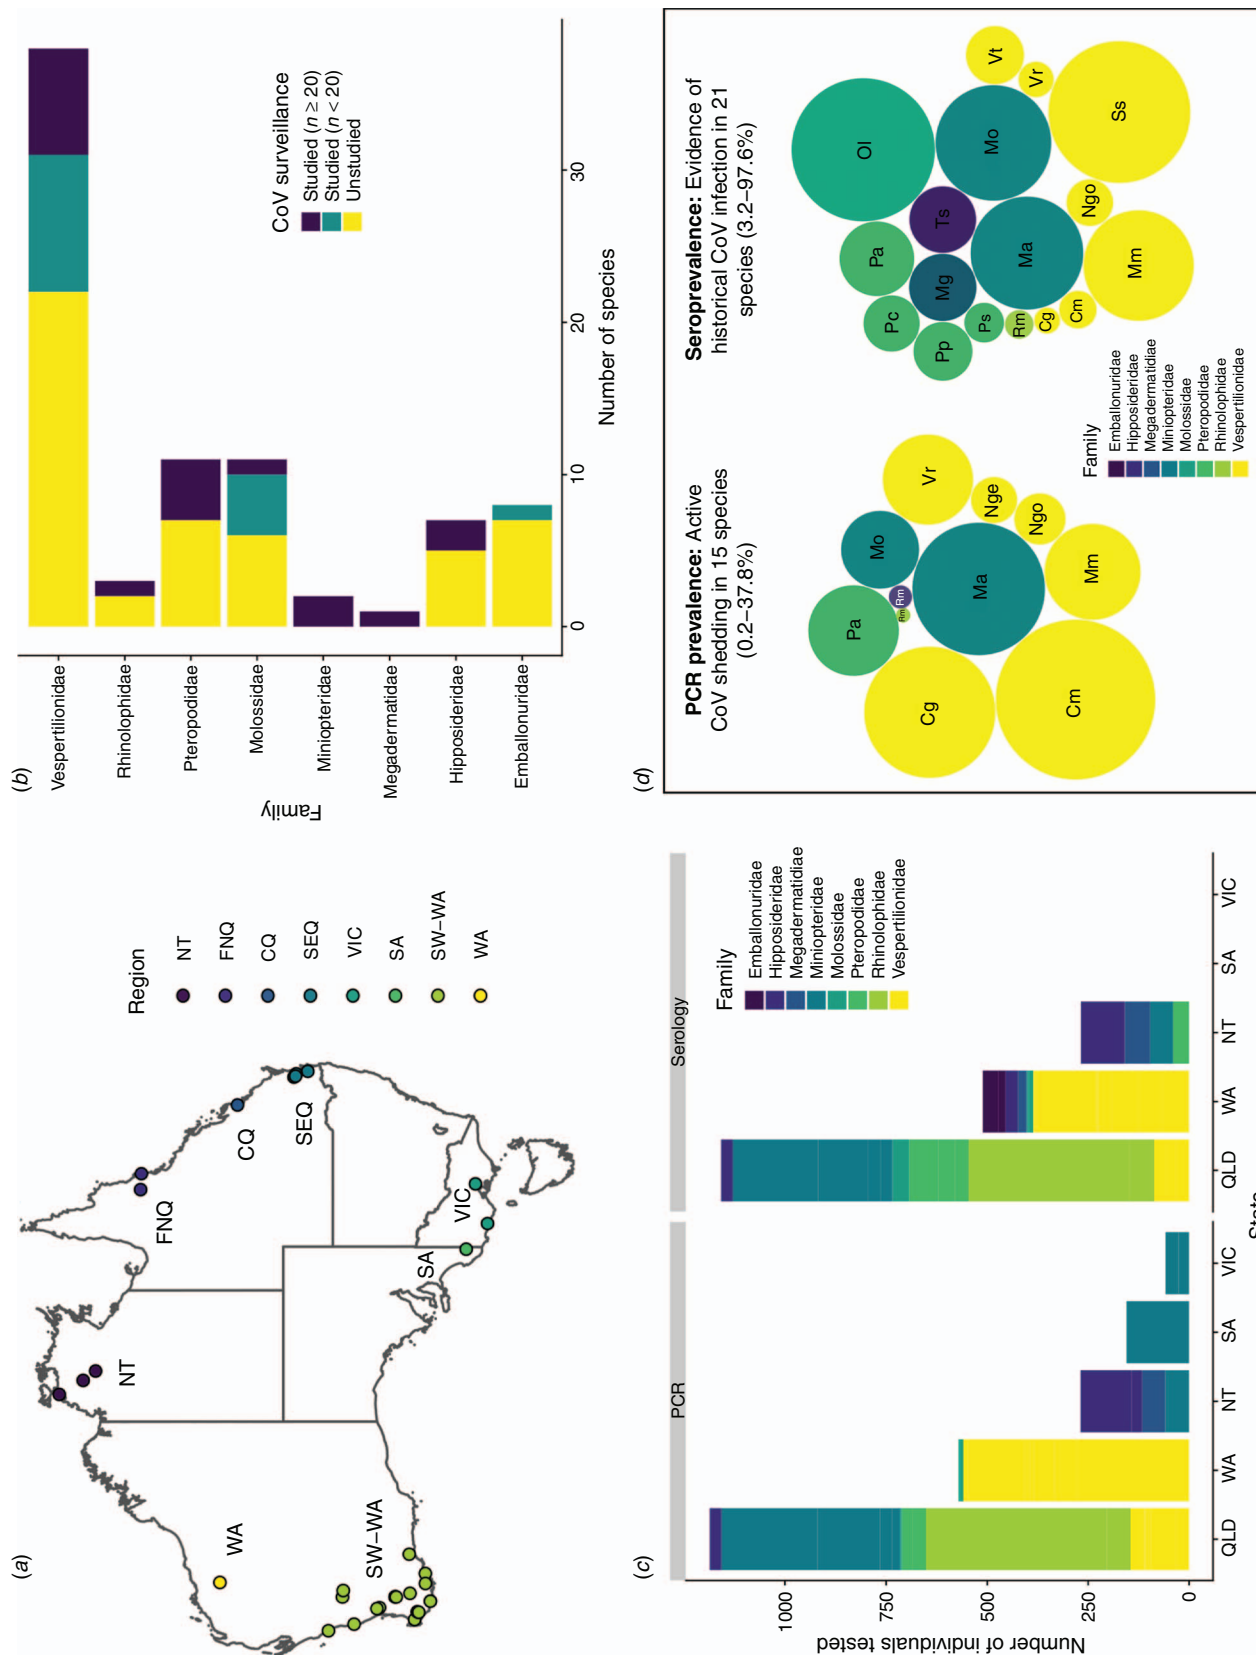 (a)
NT
FNQ
CQ
SEQ
VIC
SA
SW–WA
WA
Region
NT
FNQ
CQ
SEQ
VIC
SA
SW–WA
WA
(b)
Family
Vespertilionidae
Rhinolophidae
Pteropodidae
Molossidae
Miniopteridae
Megadermatidae
Hipposideridae
Emballonuridae
0
10
20
30
Number of species
CoV surveillance
Studied (n ≥ 20)
Studied (n < 20)
Unstudied
(c)
PCR
Serology
Number of individuals tested
1000
750
500
250
0
QLD
WA
NT
SA
VIC
QLD
WA
NT
SA
VIC
Family
Emballonuridae
Hipposideridae
Megadermatidiae
Miniopteridae
Molossidae
Pteropodidae
Rhinolophidae
Vespertilionidae
(d)
PCR prevalence: Active
CoV shedding in 15 species
(0.2–37.8%)
Cg
Pa
Rm
Rm
Mo
Vr
Nge
Ngo
Ma
Mm
Cm
Seroprevalence: Evidence of
historical CoV infection in 21
species (3.2–97.6%)
Pc
Pa
Ol
Pp
Mg
Ts
Mo
Vt
Vr
Ps
Rm
Cg
Cm
Ma
Ngo
Ss
Mm
Family
Emballonuridae
Hipposideridae
Megadermatidiae
Miniopteridae
Molossidae
Pteropodidae
Rhinolophidae
Vespertilionidae